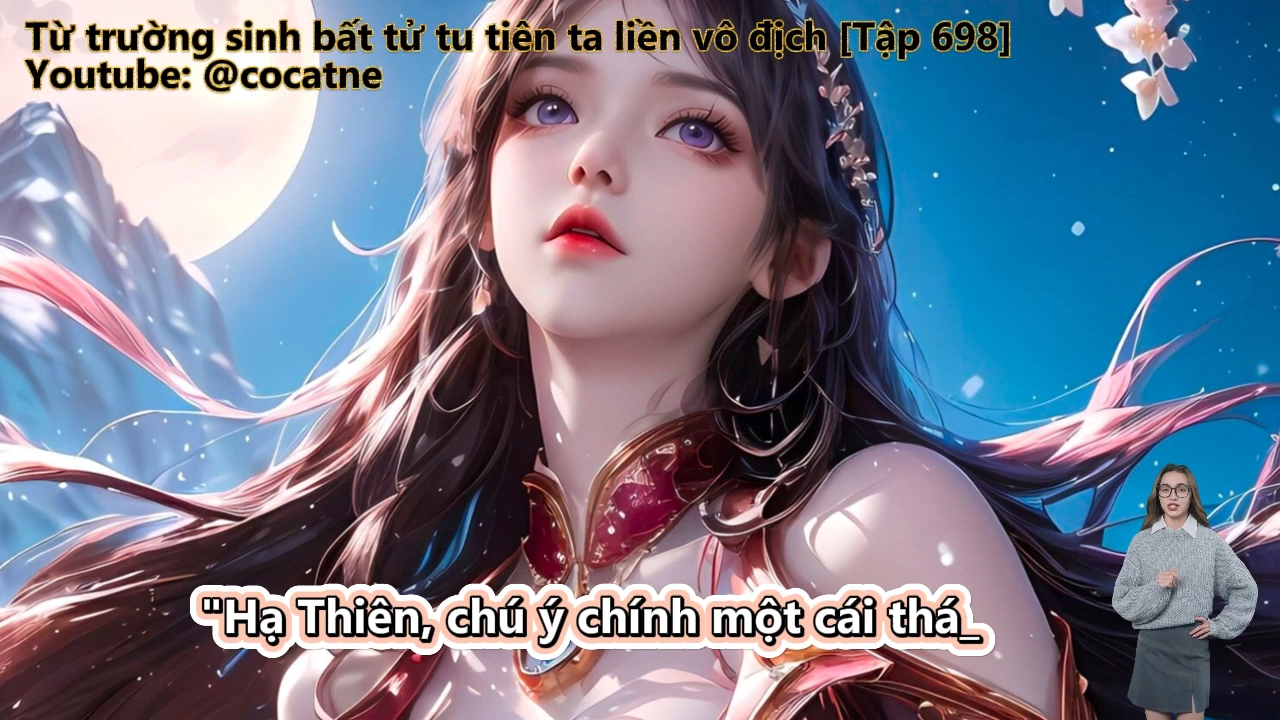 Từ trường sinh bất tử tu tiên ta liền vô địch [Tập 698]
Youtube: @cocatne
"Hạ Thiên, chú ý chính một cái thá_